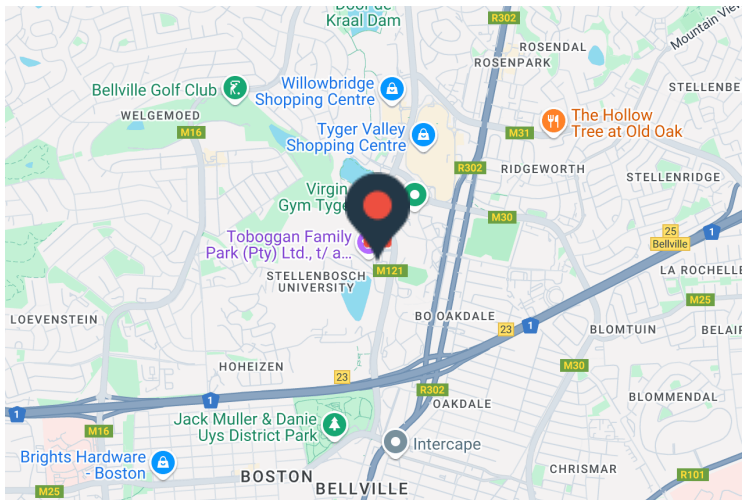 Door de
Kraal Dam
R302
Mountain View
ROSENDAL
ROSENPARK
Bellville Golf Club
Willowbridge
Shopping Centre
STELLENBE
WELGEMOED
M16
Tyger Valley
Shopping Centre
M31
The Hollow
Tree at Old Oak
R302
RIDGEWORTH
STELLENRIDGE
Virgin
Gym Tyge
M30
Toboggan Family
Park (Pty) Ltd., t/ a...
25
Bellville
1
STELLENBOSCH
UNIVERSITY
M121
LA ROCHELLE
M25
LOEVENSTEIN
BO OAKDALE
23
1
BLOMTUIN
BELAIR
HOHEIZEN
23
M30
1
1
R302
OAKDALE
BLOMMENDAL
M16
Jack Muller & Danie
Uys District Park
Intercape
Brights Hardware
- Boston
CHRISMAR
R101
M25
BOSTON
BELLVILLE